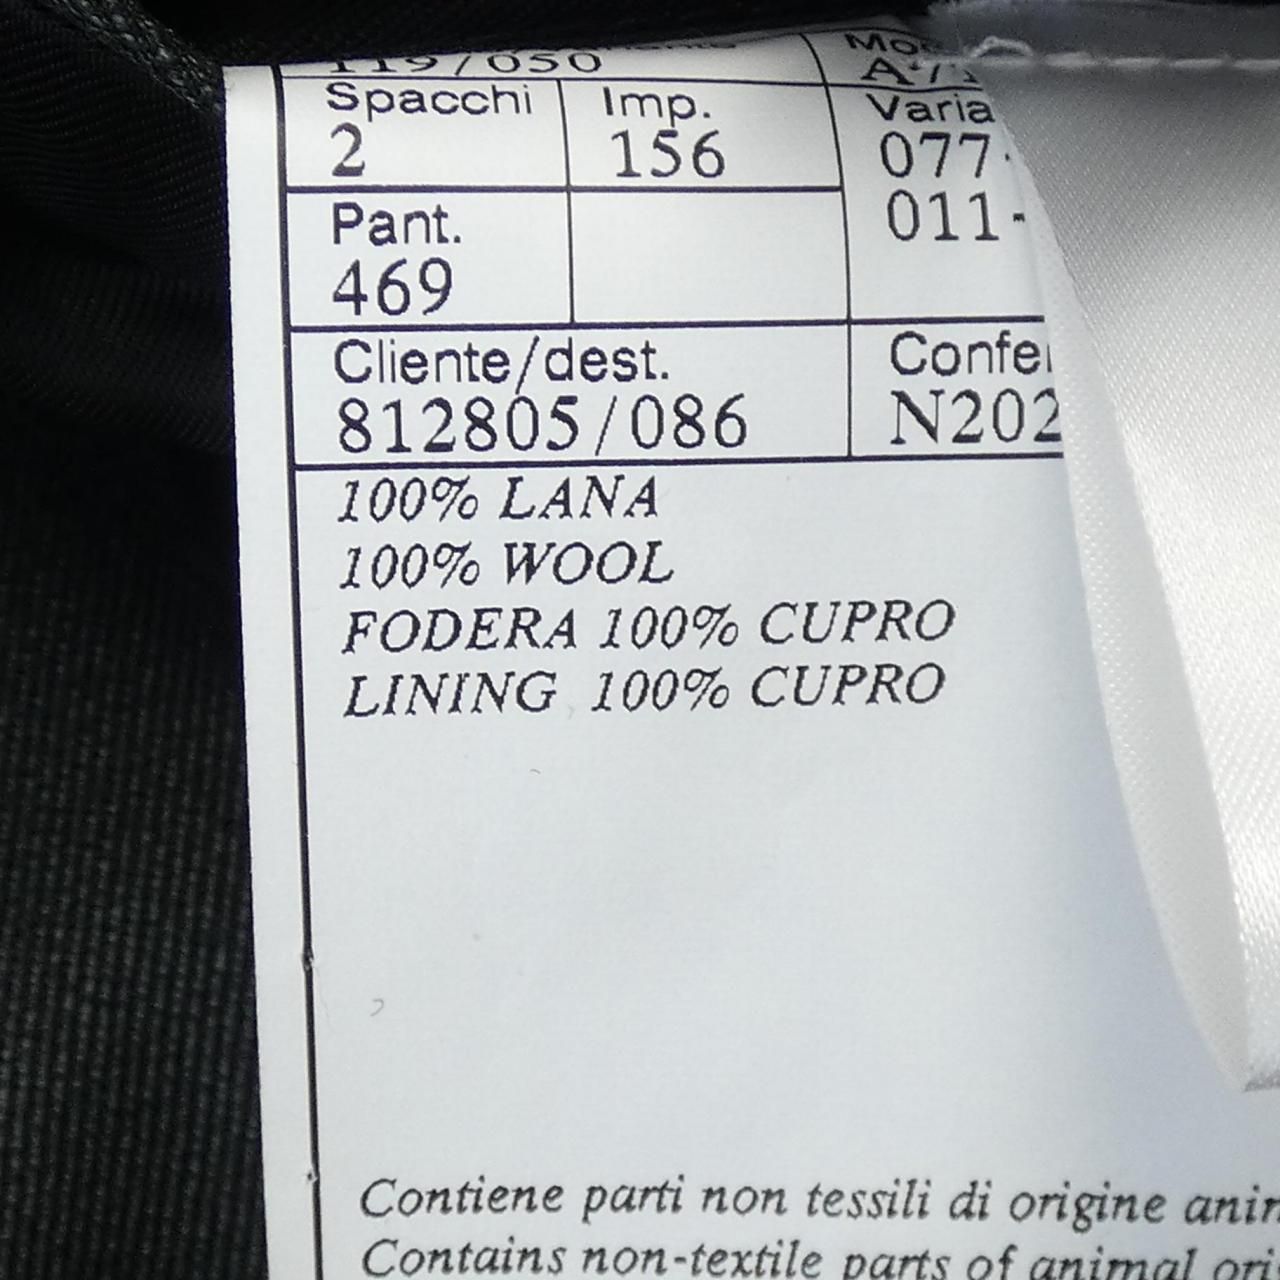 119/050
Spacchi Imp. Varia
2 156 077
011-
Pant.
469
Cliente/dest. Confe
812805/086 N202
100% LANA
100% WOOL
FODERA 100% CUPRO
LINING 100% CUPRO
Contiene parti non tessili di origine anim
Contains non-textile parts of animal ori